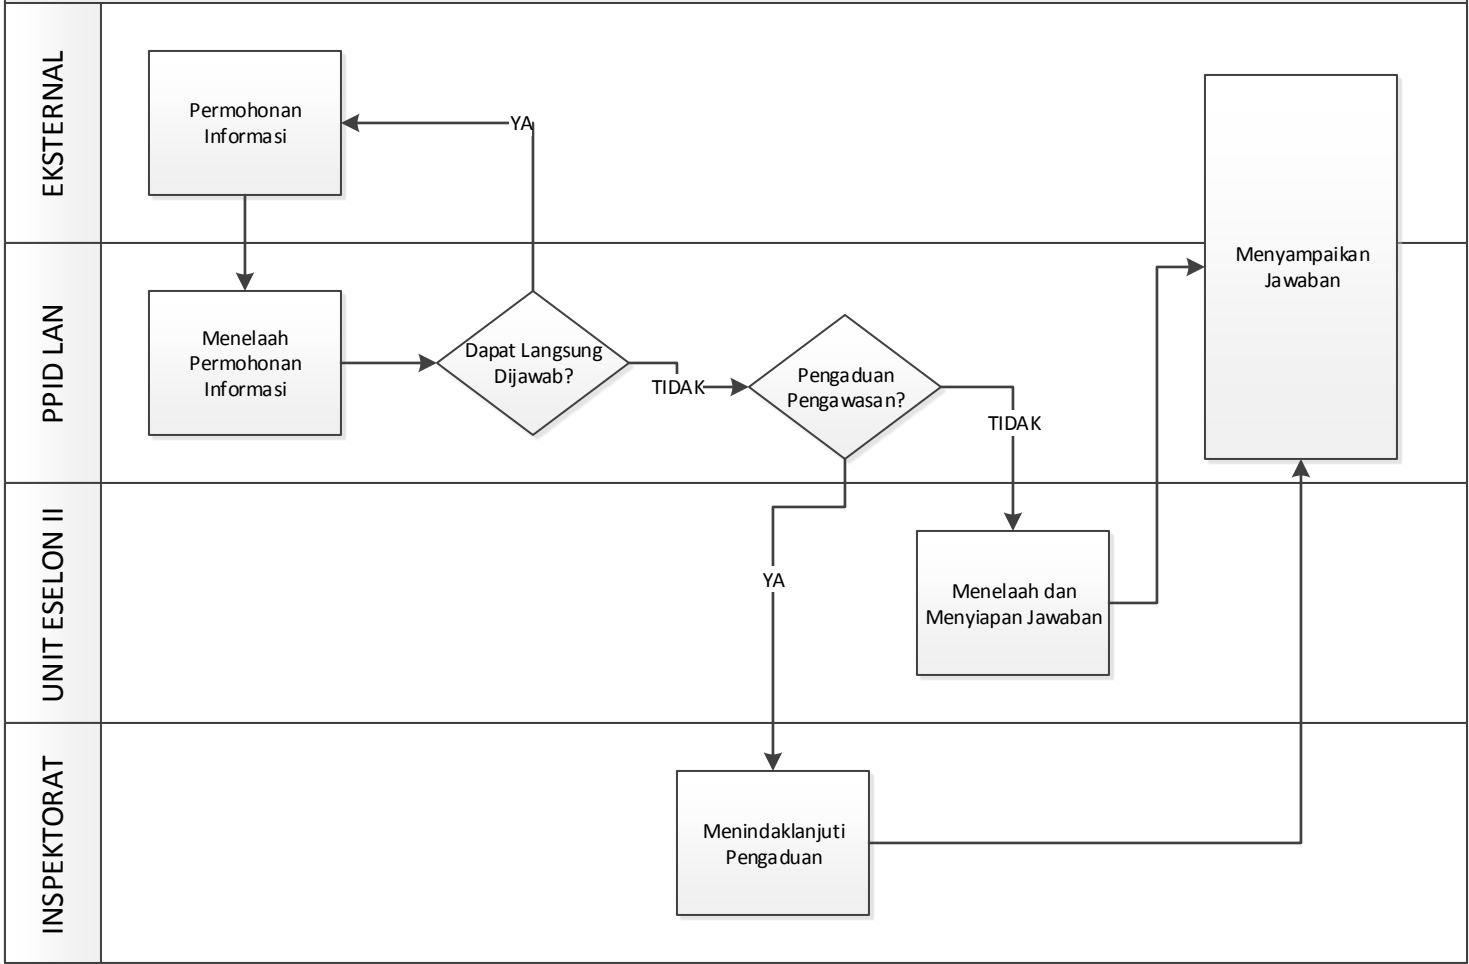 EKSTERNAL
Permohonan
Informasi
YA
Menyampaikan
Jawaban
PPID LAN
Menelaah
Permohonan
Informasi
Dapat Langsung
Dijawab?
TIDAK
Pengaduan
Pengawasan?
TIDAK
UNIT ESELON II
YA
Menelaah dan
Menyiapan Jawaban
INSPEKTORAT
Menindaklanjuti
Pengaduan